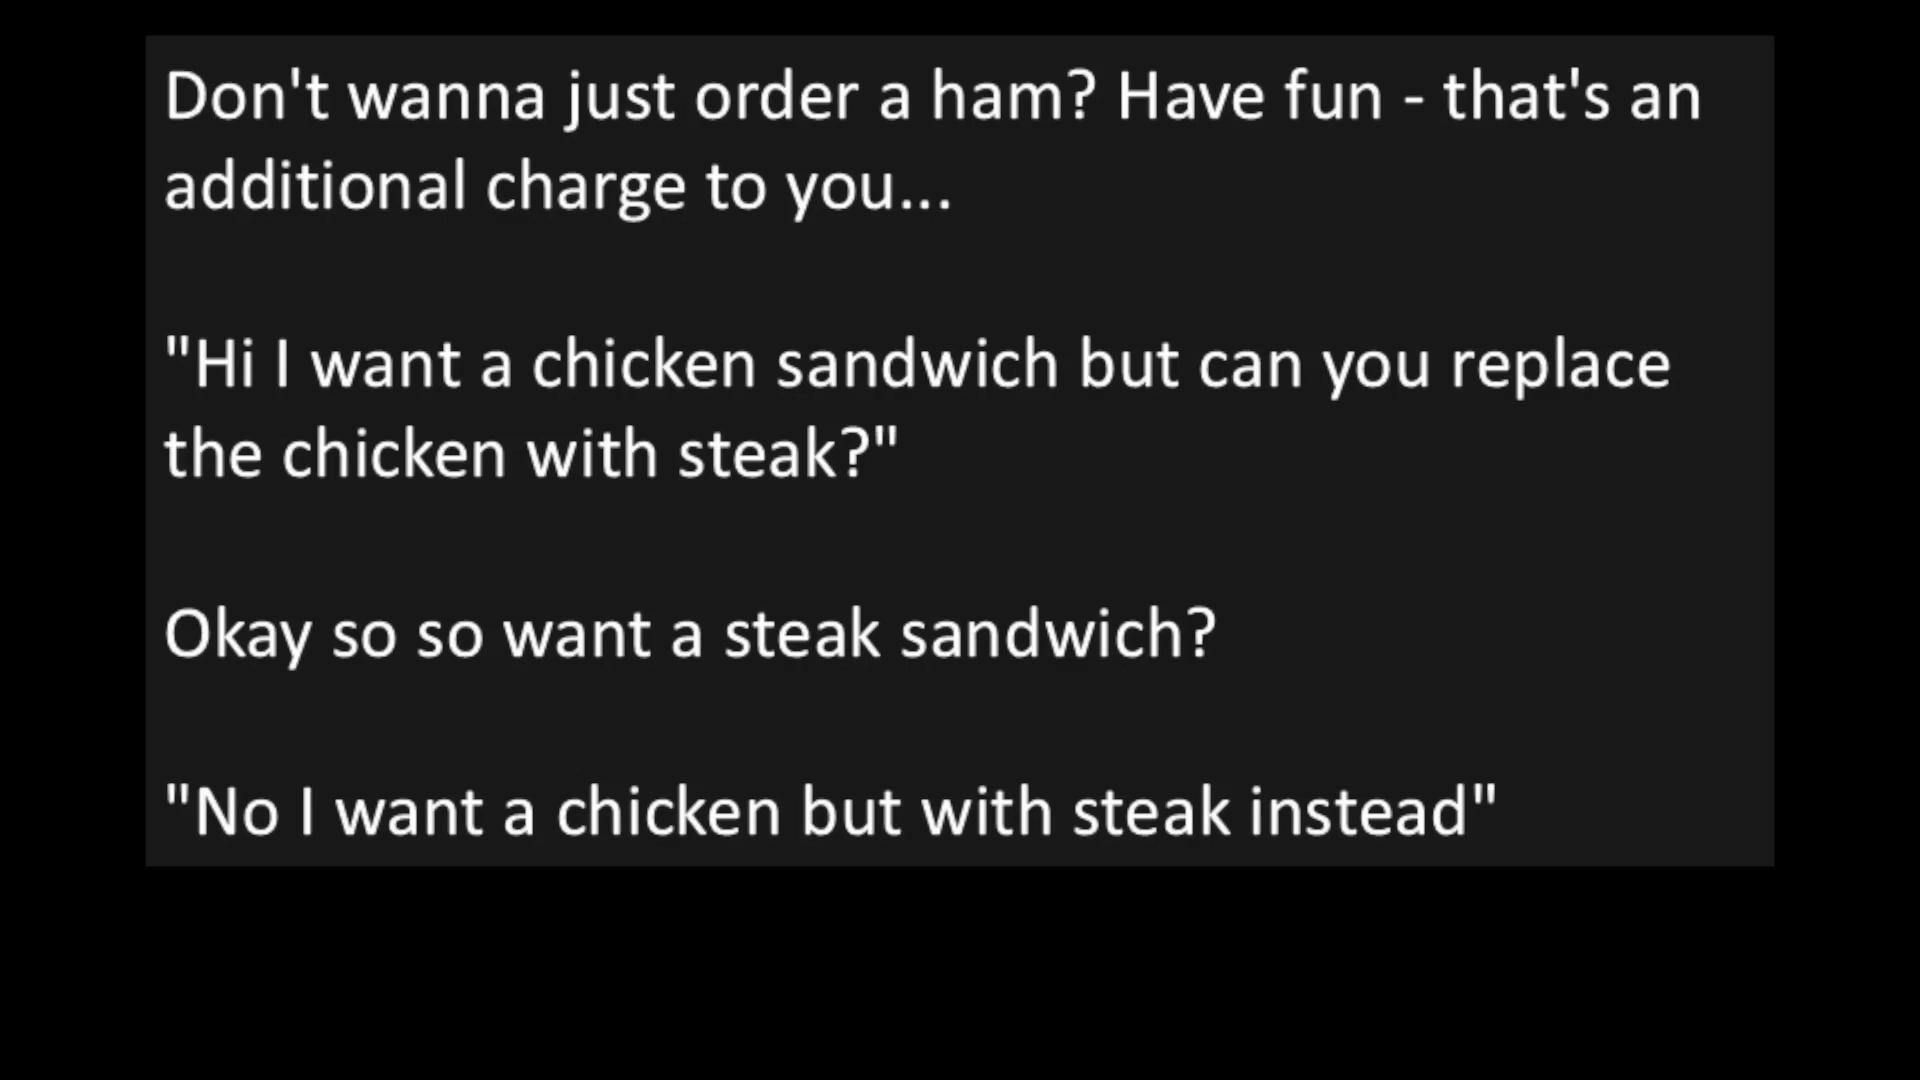 Don't wanna just order a ham? Have fun - that's an
additional charge to you...
"Hi I want a chicken sandwich but can you replace
the chicken with steak?"
Okay so so want a steak sandwich?
"No I want a chicken but with steak instead"